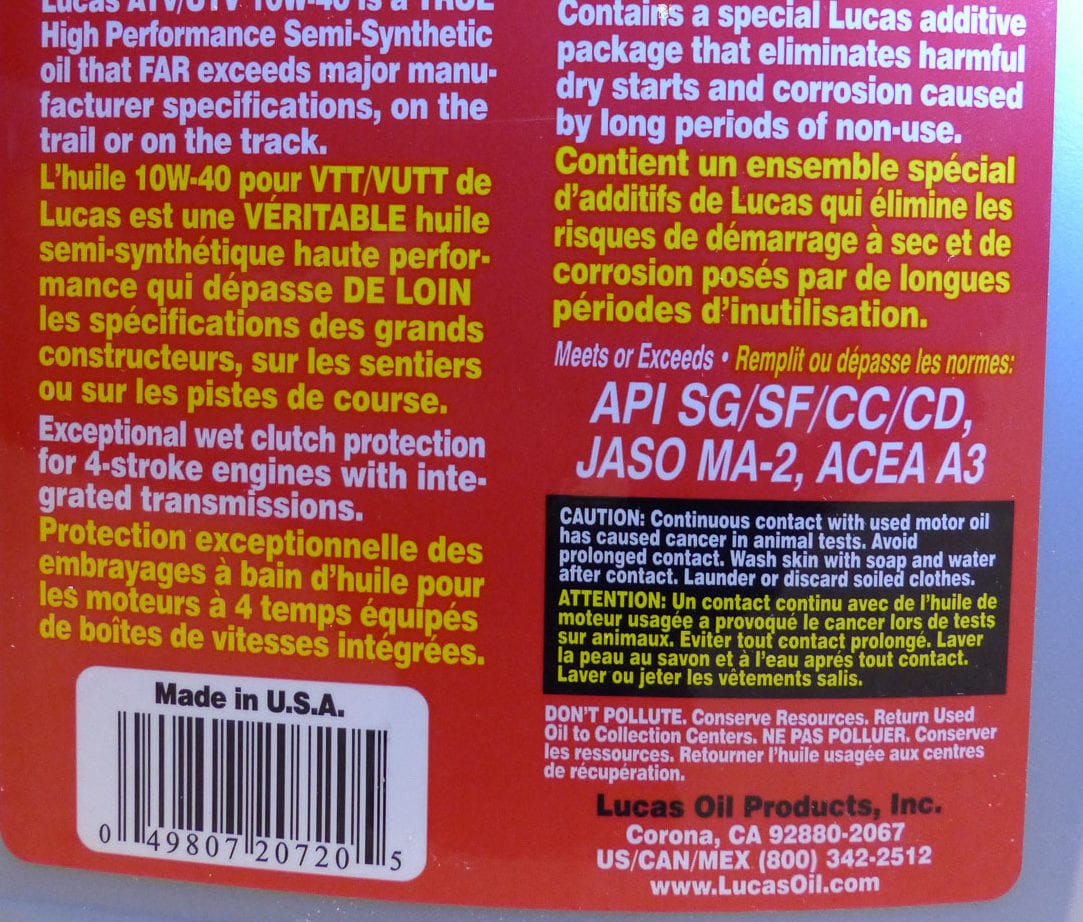 Lucas ATV/UTV 10W-40 is a TRUE
High Performance Semi-Synthetic
oil that FAR exceeds major manu-
facturer specifications, on the
trail or on the track.
L'huile 10W-40 pour VTT/VUTT de
Lucas est une VÉRITABLE huile
semi-synthétique haute perfor-
mance qui dépasse DE LOIN
les spécifications des grands
constructeurs, sur les sentiers
ou sur les pistes de course.
Exceptional wet clutch protection
for 4-stroke engines with inte-
grated transmissions.
Protection exceptionnelle des
embrayages à bain d'huile pour
les moteurs à 4 temps équipés
de boîtes de vitesses intégrées.
Made in U.S.A.
0 49807 20720 5
Contains a special Lucas additive
package that eliminates harmful
dry starts and corrosion caused
by long periods of non-use.
Contient un ensemble spécial
d'additifs de Lucas qui élimine les
risques de démarrage à sec et de
corrosion posés par de longues
périodes d'inutilisation.
Meets or Exceeds • Remplit ou dépasse les normes:
API SG/SF/CC/CD,
JASO MA-2, ACEA A3
CAUTION: Continuous contact with used motor oil
has caused cancer in animal tests. Avoid
prolonged contact. Wash skin with soap and water
after contact. Launder or discard soiled clothes.
ATTENTION: Un contact continu avec de l'huile de
moteur usagée a provoqué le cancer lors de tests
sur animaux. Eviter tout contact prolongé. Laver
la peau au savon et à l'eau aprés tout contact.
Laver ou jeter les vêtements salis.
DON'T POLLUTE. Conserve Resources. Return Used
Oil to Collection Centers. NE PAS POLLUER. Conserver
les ressources. Retourner l'huile usagée aux centres
de récupération.
Lucas Oil Products, Inc.
Corona, CA 92880-2067
US/CAN/MEX (800) 342-2512
www.LucasOil.com